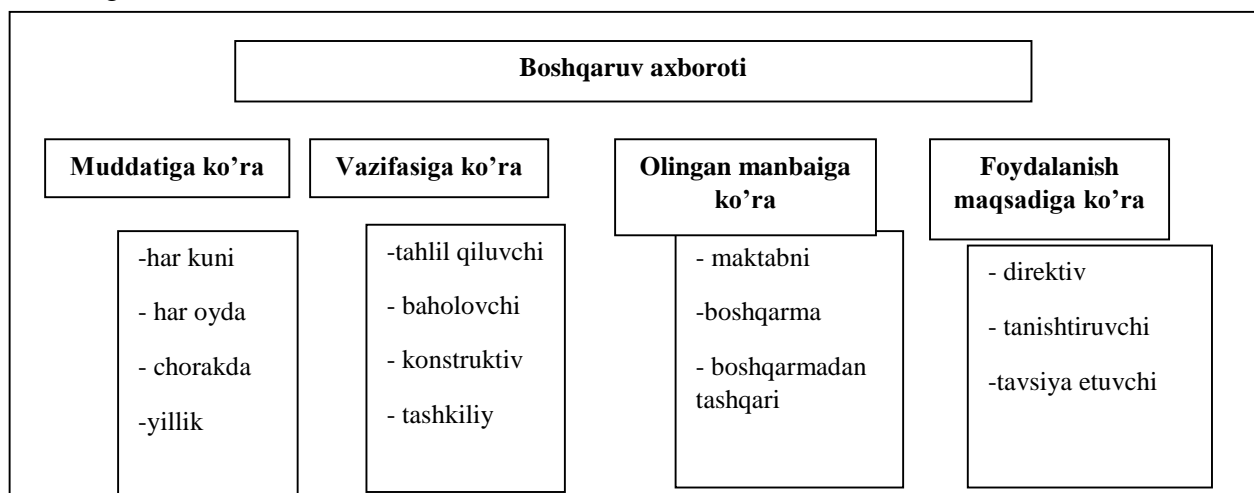 Boshqaruv axboroti
Muddatiga ko’ra
-har kuni
- har oyda
- chorakda
-yillik
Vazifasiga ko’ra
-tahlil qiluvchi
- baholovchi
- konstruktiv
- tashkiliy
Olingan manbaiga
ko’ra
- maktabni
-boshqarma
- boshqarmadan
tashqari
Foydalanish
maqsadiga ko’ra
- direktiv
- tanishtiruvchi
-tavsiya etuvchi